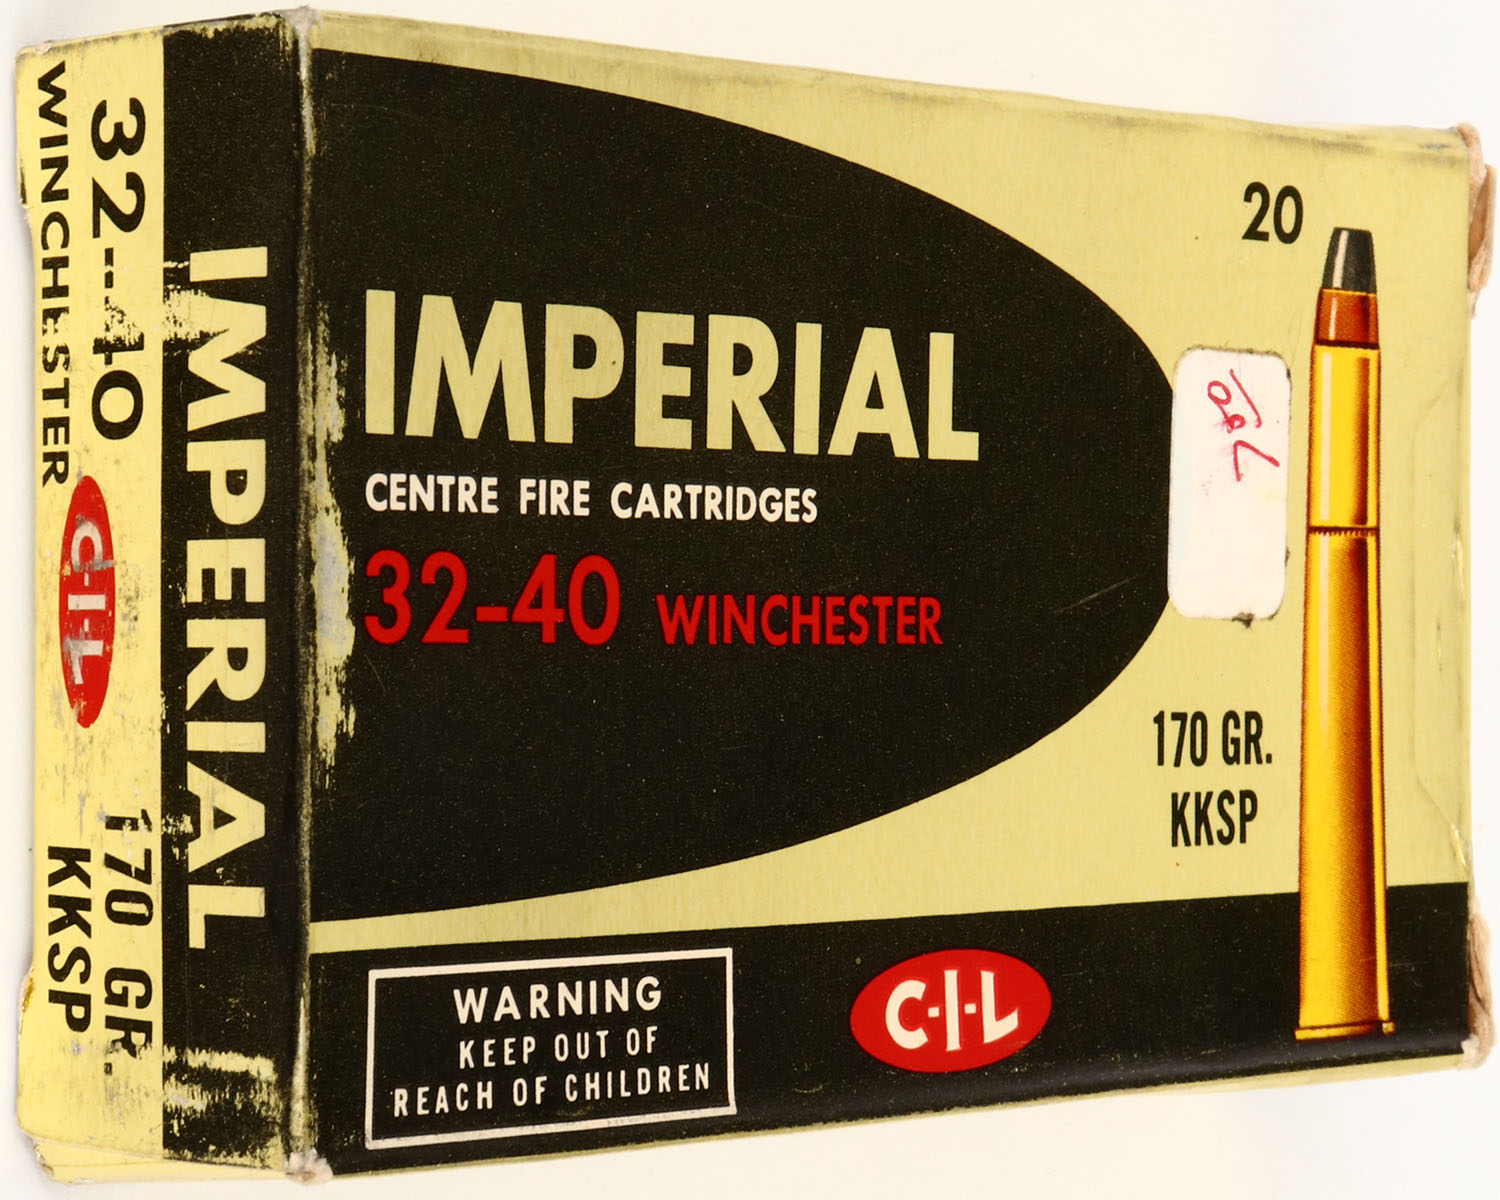 IMPERIAL
CENTRE FIRE CARTRIDGES
32-40 WINCHESTER
20
170 GR.
KKSP
WARNING
KEEP OUT OF
REACH OF CHILDREN
C-I-L
IMPERIAL
32-40
WINCHESTER
C-I-L
170 GR.
KKSP